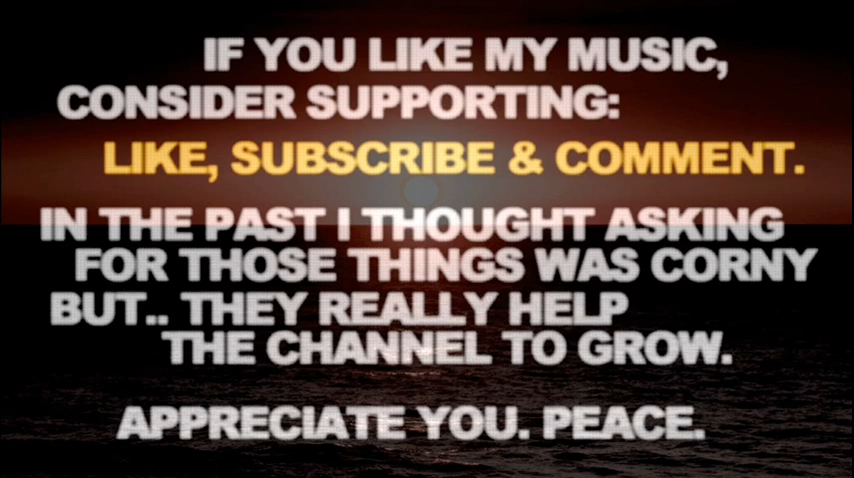 IF YOU LIKE MY MUSIC,
CONSIDER SUPPORTING:
LIKE, SUBSCRIBE & COMMENT.
IN THE PAST I THOUGHT ASKING
FOR THOSE THINGS WAS CORNY
BUT.. THEY REALLY HELP
THE CHANNEL TO GROW.
APPRECIATE YOU. PEACE.